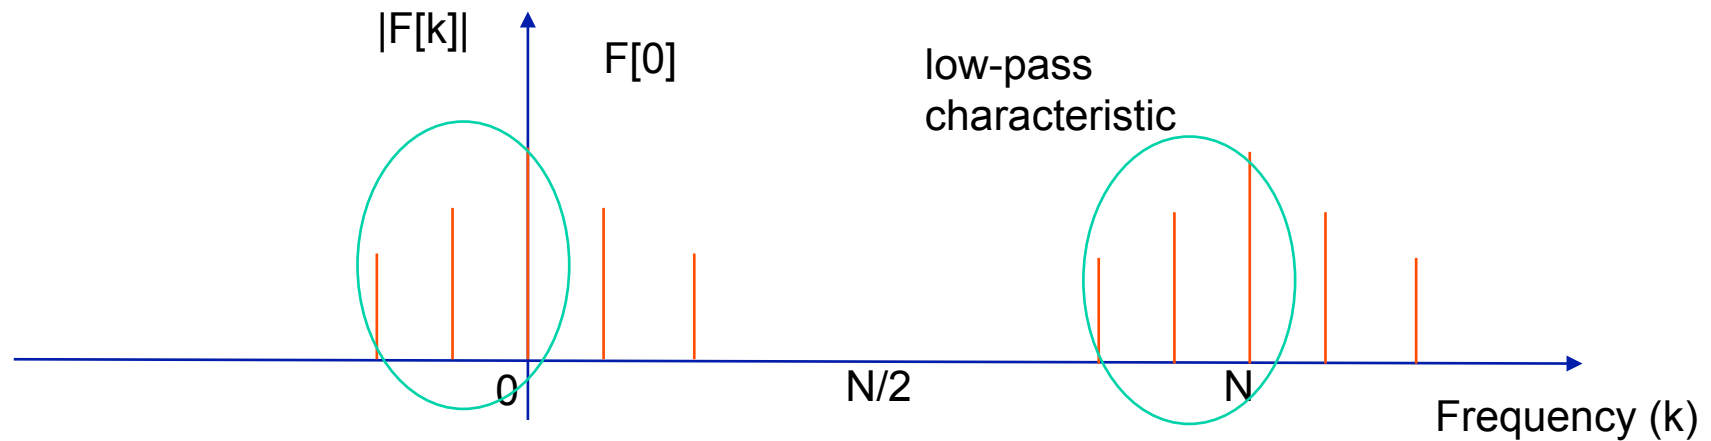 |F[k]|
F[0]
low-pass
characteristic
0
N/2
N
Frequency (k)